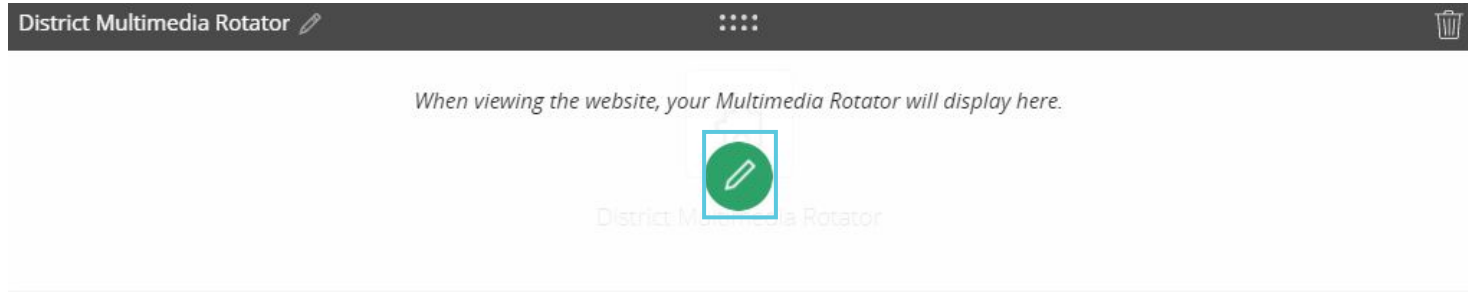 District Multimedia Rotator
When viewing the website, your Multimedia Rotator will display here.
District Multimedia Rotator